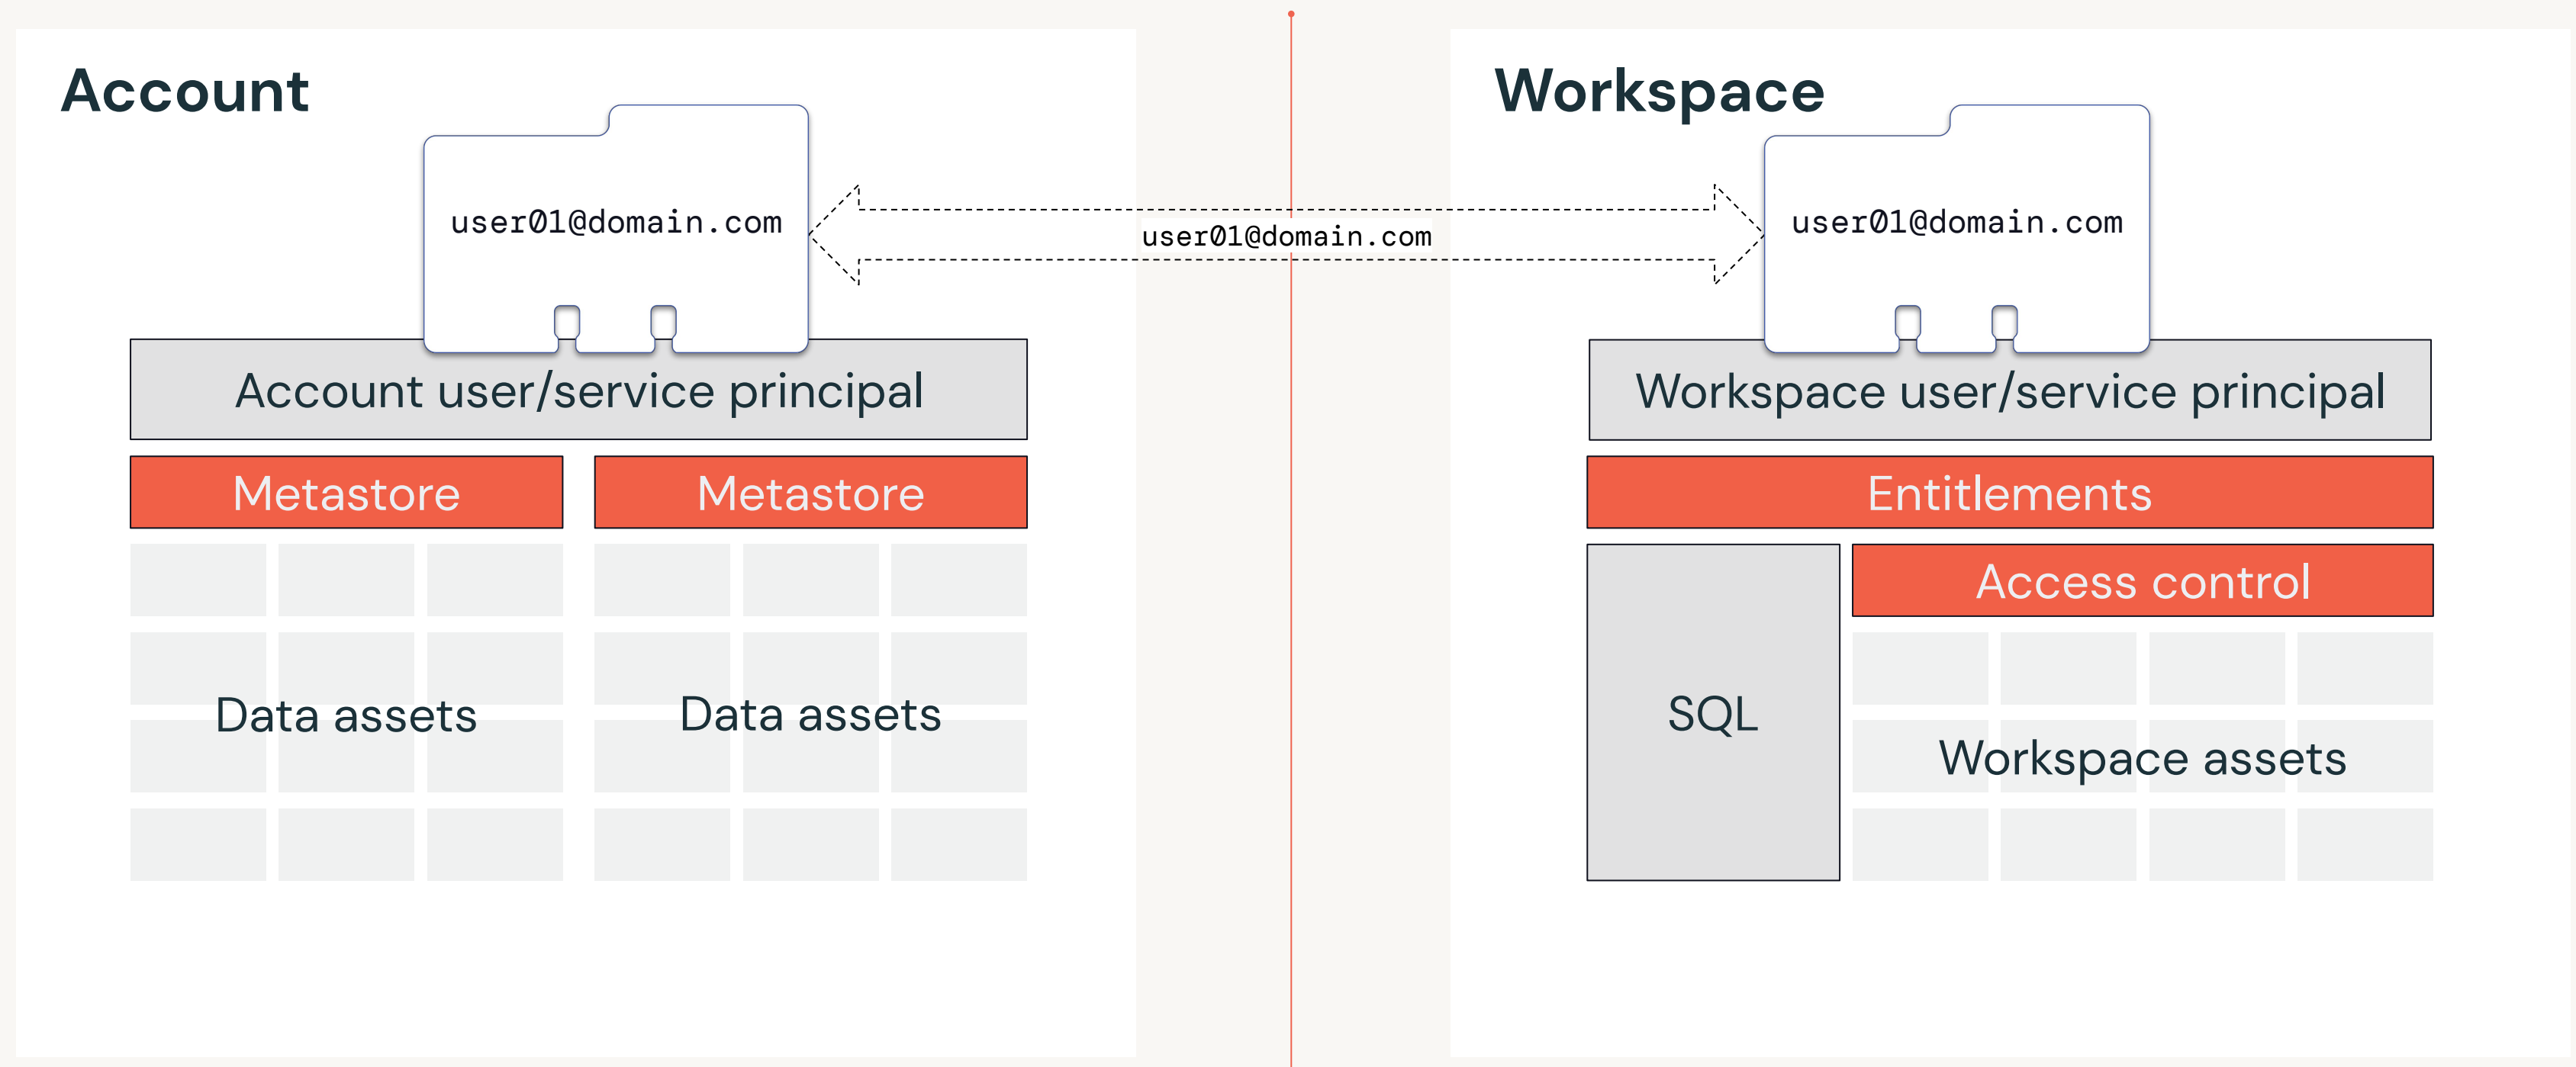 Account
user01@domain.com
Account user/service principal
Metastore
Metastore
Data assets
Data assets
user01@domain.com
Workspace
user01@domain.com
Workspace user/service principal
Entitlements
SQL
Access control
Workspace assets